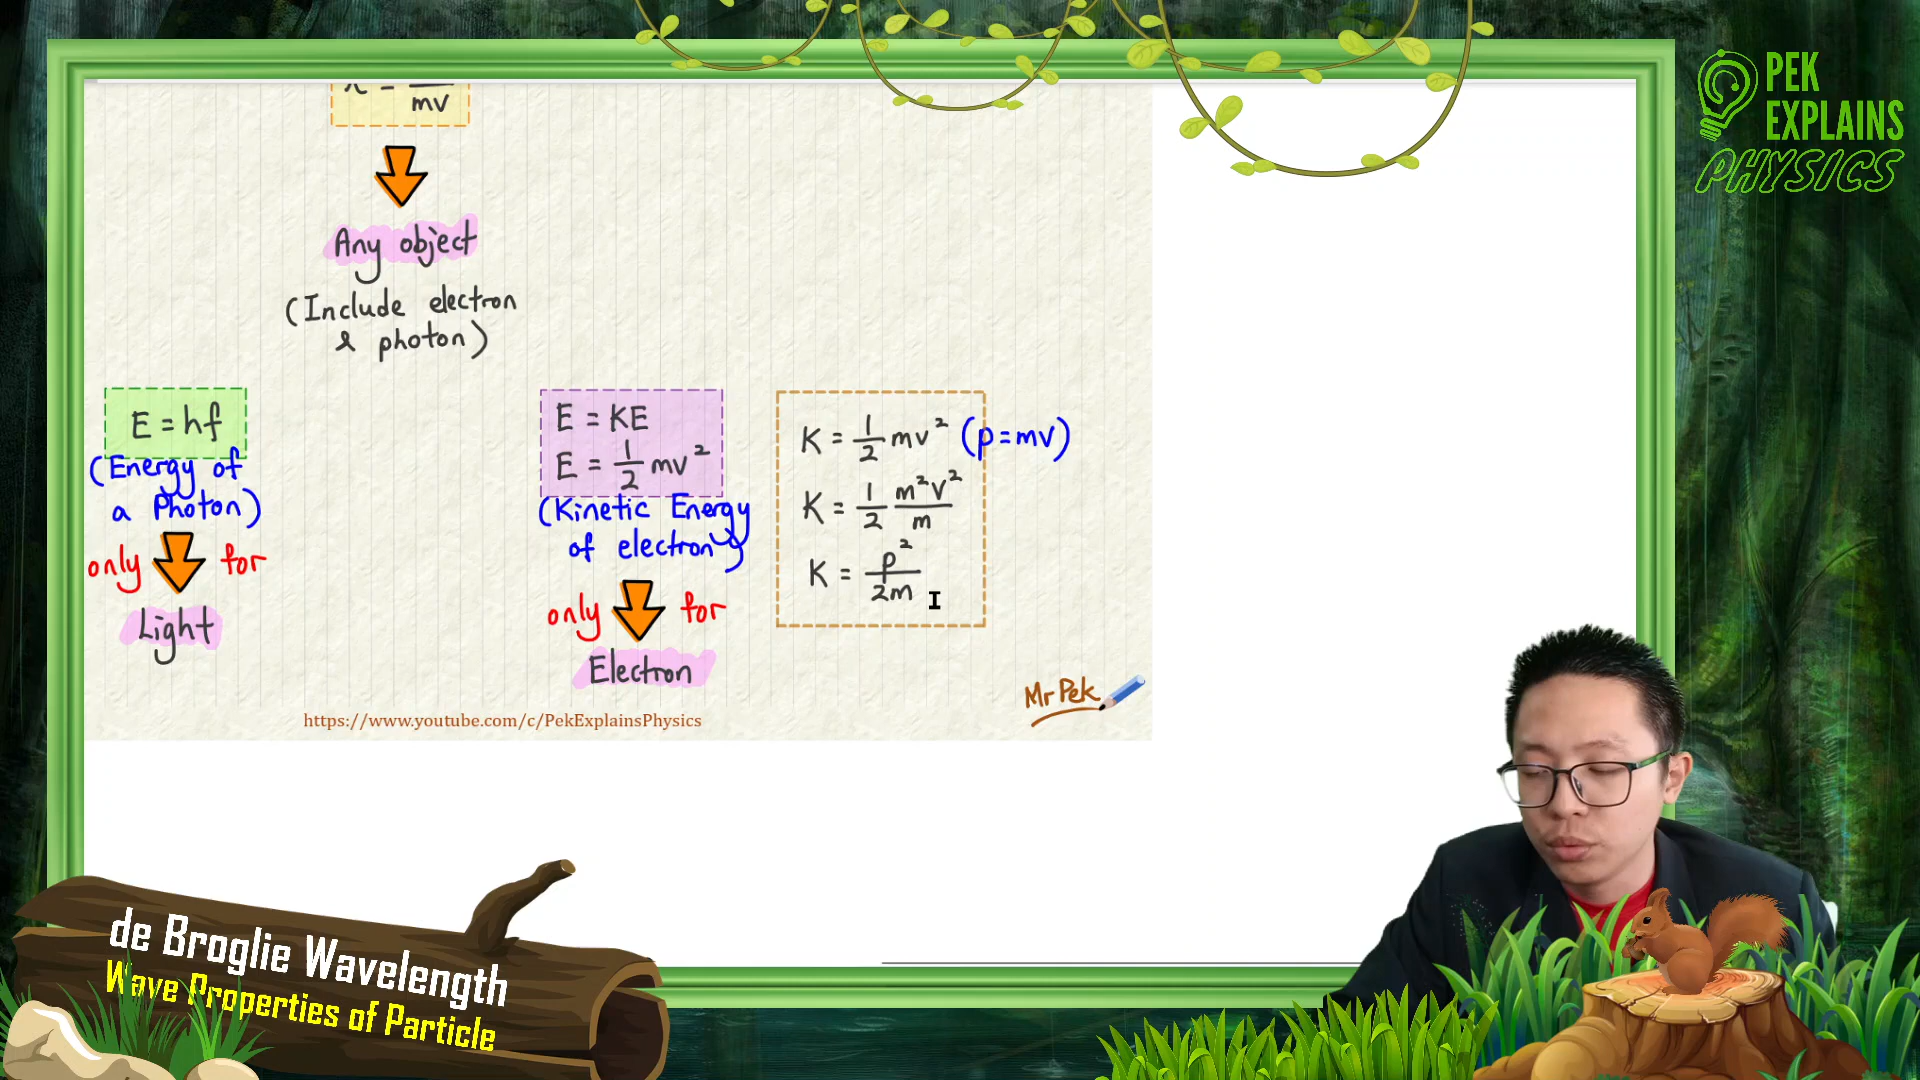 PEK
EXPLAINS
PHYSICS
mv
Any object
(Include electron
& photon)
E = hf
(Energy of
a Photon)
only for
Light
E = KE
E = 1/2 mv²
(Kinetic Energy
of electron)
only for
Electron
K = 1/2 mv² (p=mv)
K = 1/2 m²v²/m
K = p²/2m
Mr Pek
https://www.youtube.com/c/PekExplainsPhysics
de Broglie Wavelength
Wave Properties of Particle